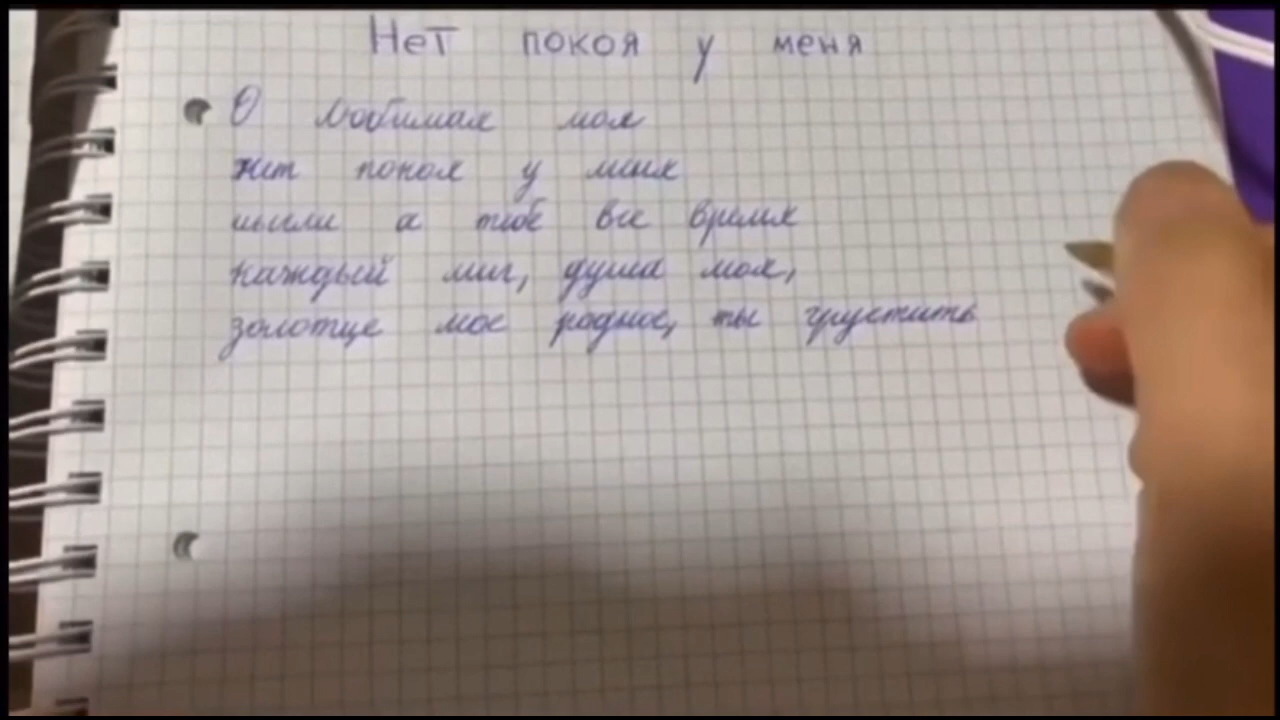 Нет покоя у меня
О любимая моя
нет покоя у меня
мысли а тебе все время
каждый миг, душа моя,
золотце мое родное, ты грустить